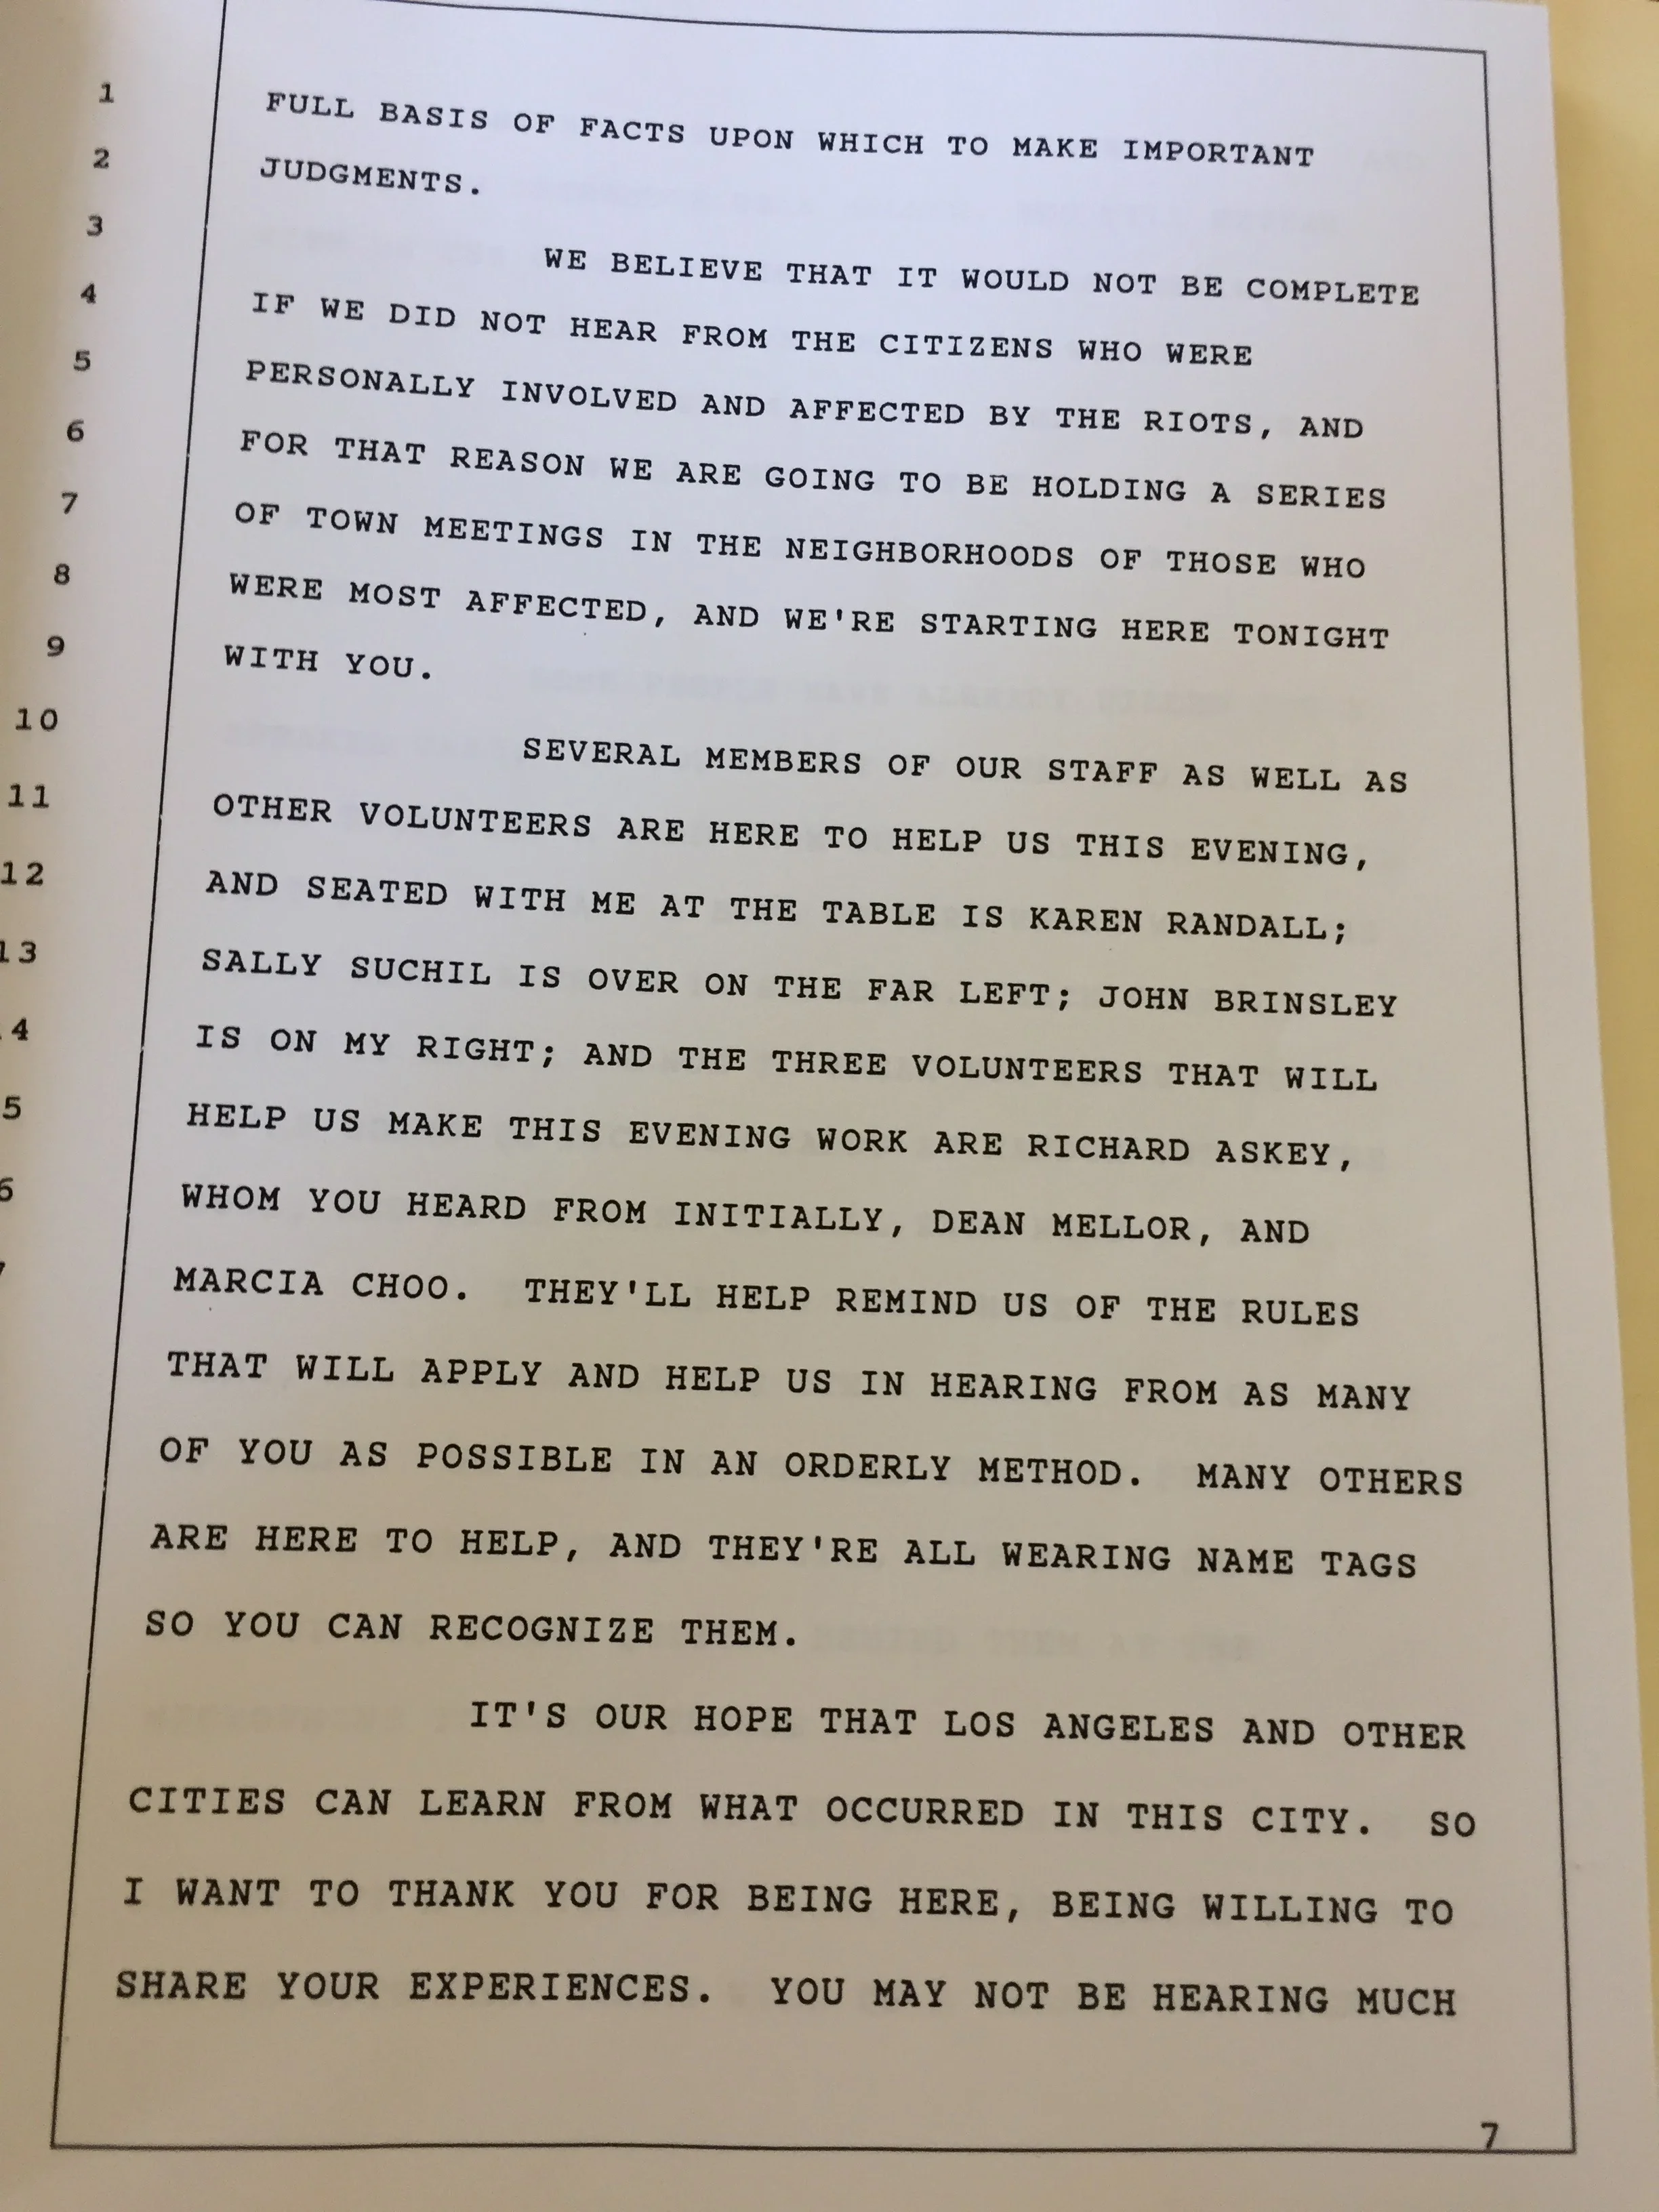 1 FULL BASIS OF FACTS UPON WHICH TO MAKE IMPORTANT
2 JUDGMENTS.
3 WE BELIEVE THAT IT WOULD NOT BE COMPLETE
4 IF WE DID NOT HEAR FROM THE CITIZENS WHO WERE
5 PERSONALLY INVOLVED AND AFFECTED BY THE RIOTS, AND
6 FOR THAT REASON WE ARE GOING TO BE HOLDING A SERIES
7 OF TOWN MEETINGS IN THE NEIGHBORHOODS OF THOSE WHO
8 WERE MOST AFFECTED, AND WE'RE STARTING HERE TONIGHT
9 WITH YOU.
10 SEVERAL MEMBERS OF OUR STAFF AS WELL AS
11 OTHER VOLUNTEERS ARE HERE TO HELP US THIS EVENING,
12 AND SEATED WITH ME AT THE TABLE IS KAREN RANDALL;
13 SALLY SUCHIL IS OVER ON THE FAR LEFT; JOHN BRINSLEY
4 IS ON MY RIGHT; AND THE THREE VOLUNTEERS THAT WILL
5 HELP US MAKE THIS EVENING WORK ARE RICHARD ASKEY,
6 WHOM YOU HEARD FROM INITIALLY, DEAN MELLOR, AND
MARCIA CHOO. THEY'LL HELP REMIND US OF THE RULES
THAT WILL APPLY AND HELP US IN HEARING FROM AS MANY
OF YOU AS POSSIBLE IN AN ORDERLY METHOD. MANY OTHERS
ARE HERE TO HELP, AND THEY'RE ALL WEARING NAME TAGS
SO YOU CAN RECOGNIZE THEM.
IT'S OUR HOPE THAT LOS ANGELES AND OTHER
CITIES CAN LEARN FROM WHAT OCCURRED IN THIS CITY. SO
I WANT TO THANK YOU FOR BEING HERE, BEING WILLING TO
SHARE YOUR EXPERIENCES. YOU MAY NOT BE HEARING MUCH
7